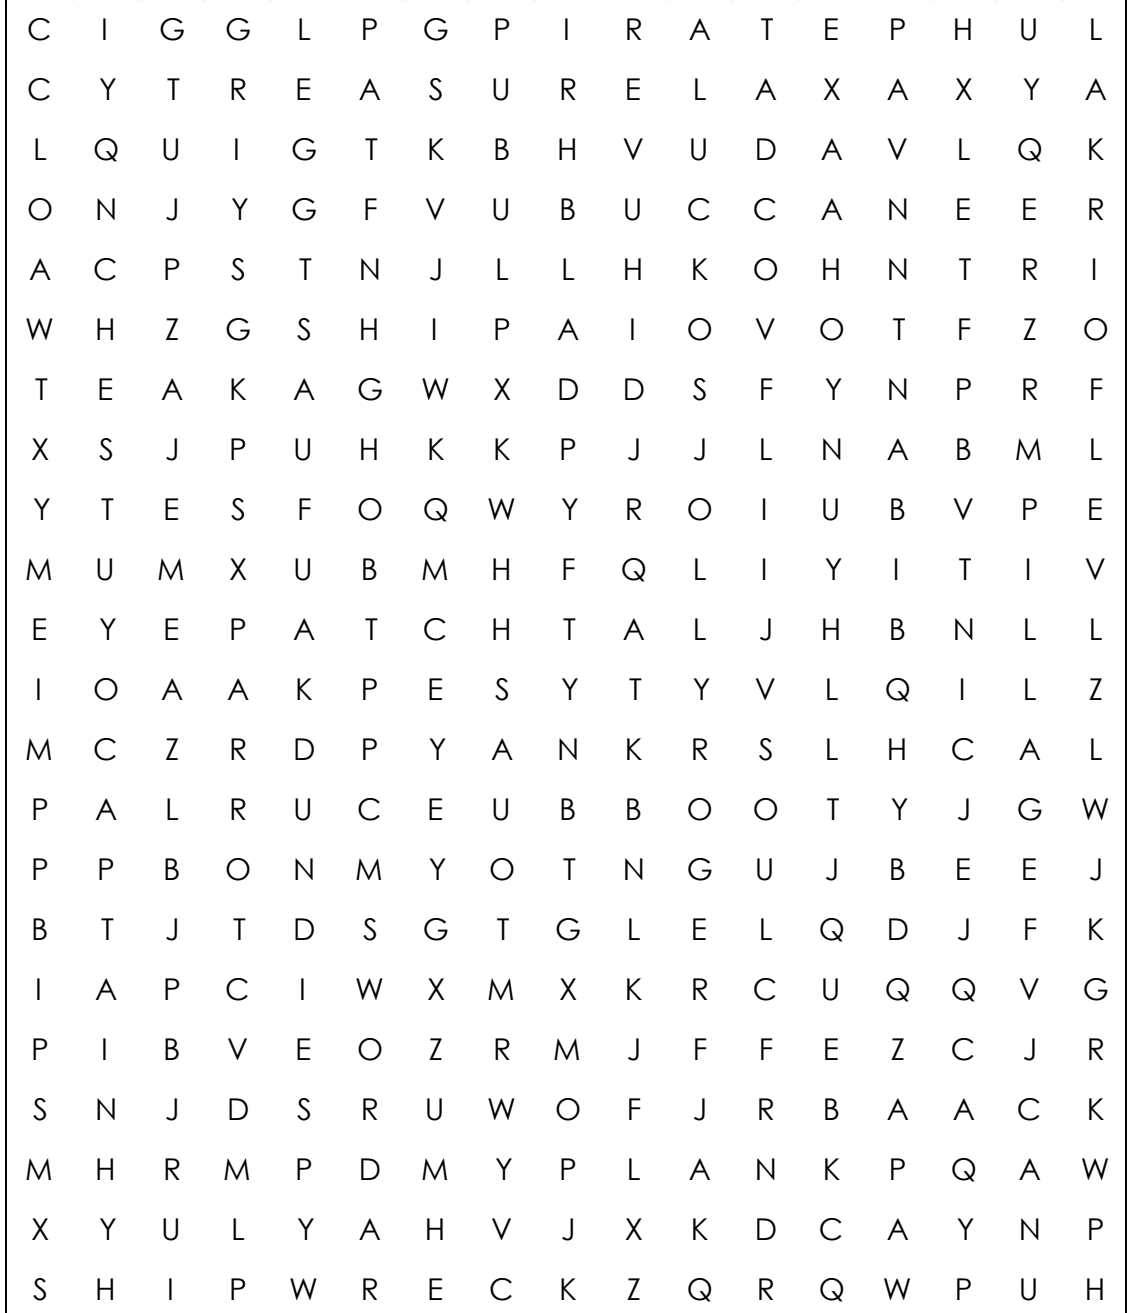 C I G G L P G P I R A T E P H U L
C Y T R E A S U R E L A X A X Y A
L Q U I G T K B H V U D A V L Q K
O N J Y G F V U B U C C A N E E R
A C P S T N J L L H K O H N T R I
W H Z G S H I P A I O V O T F Z O
T E A K A G W X D D S F Y N P R F
X S J P U H K K P J J L N A B M L
Y T E S F O Q W Y R O I U B V P E
M U M X U B M H F Q L I Y I T I V
E Y E P A T C H T A L J H B N L L
I O A A K P E S Y T Y V L Q I L Z
M C Z R D P Y A N K R S L H C A L
P A L R U C E U B B O O T Y J G W
P P B O N M Y O T N G U J B E E J
B T J T D S G T G L E L Q D J F K
I A P C I W X M X K R C U Q Q V G
P I B V E O Z R M J F F E Z C J R
S N J D S R U W O F J R B A A C K
M H R M P D M Y P L A N K P Q A W
X Y U L Y A H V J X K D C A Y N P
S H I P W R E C K Z Q R Q W P U H